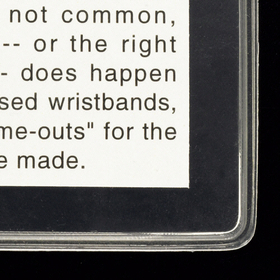 not common,
-- or the right
- does happen
sed wristbands,
me-outs" for the
e made.